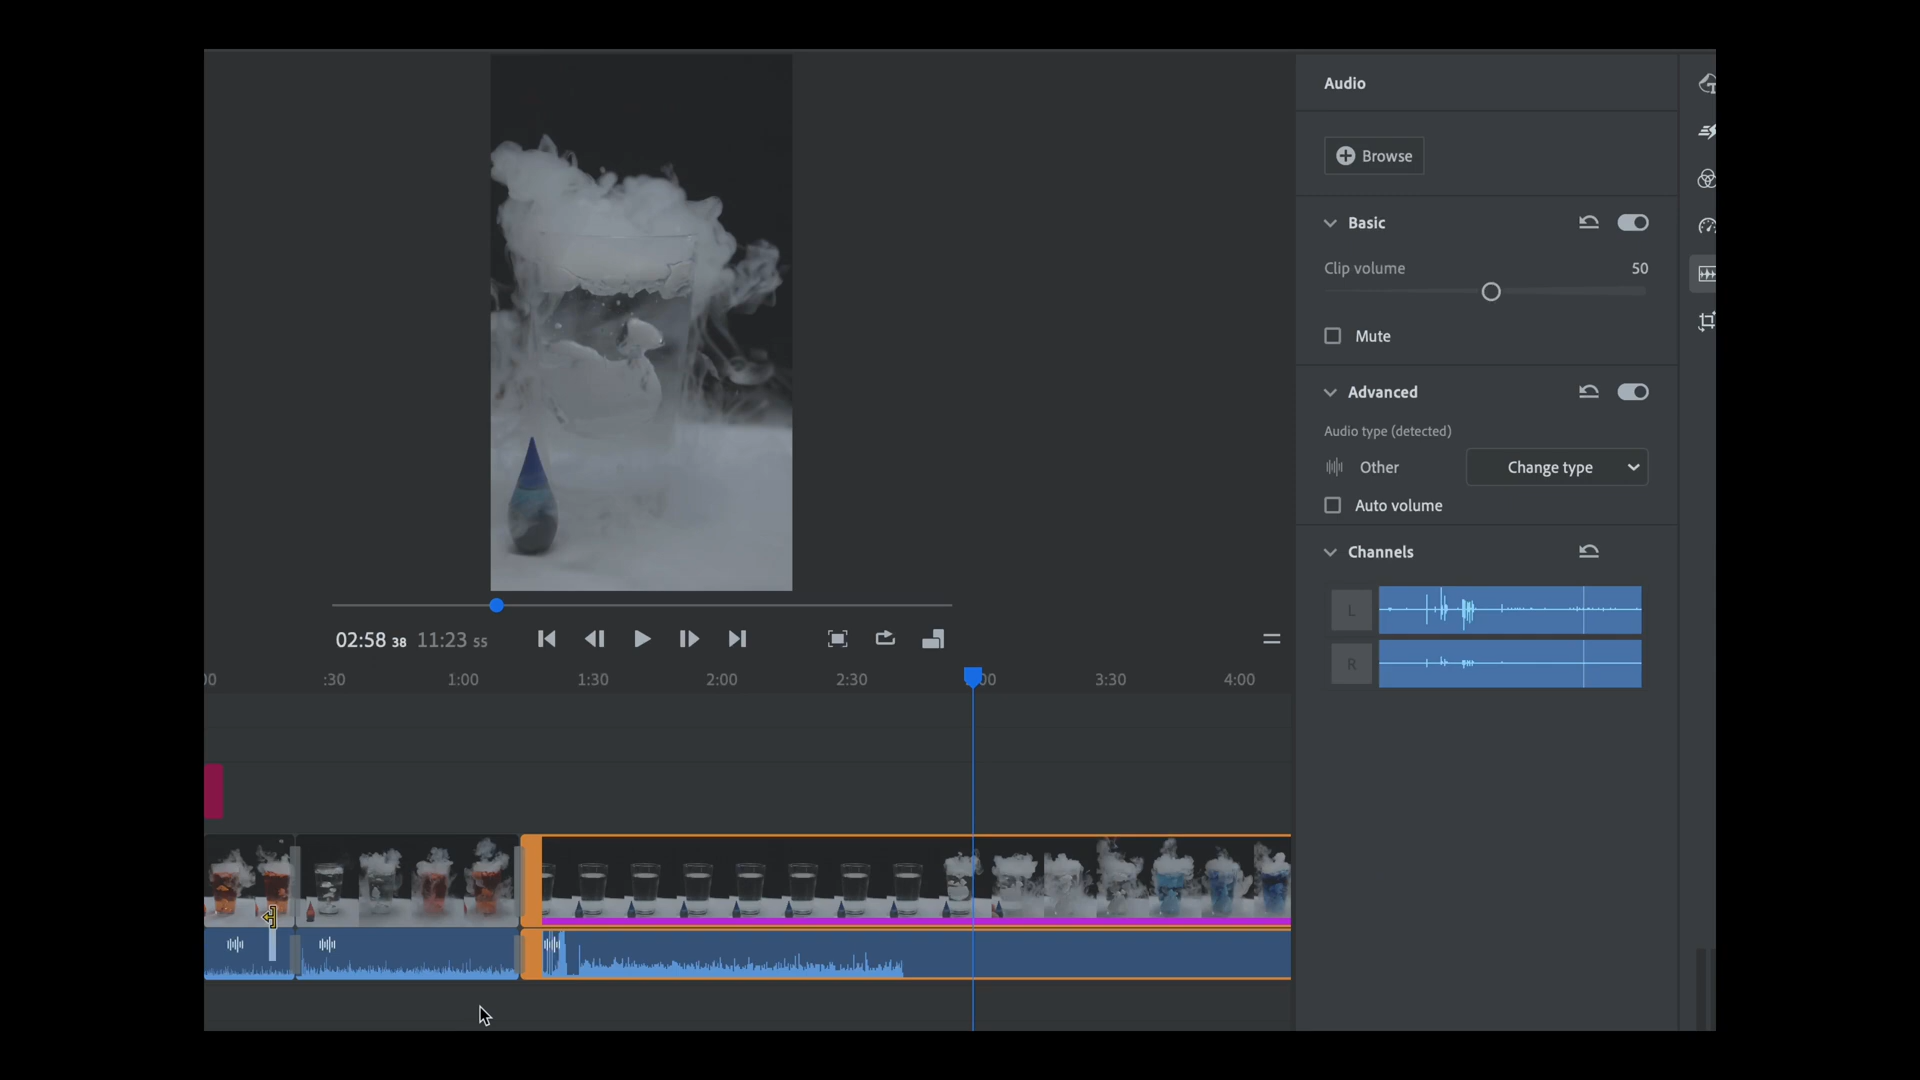 Audio
Browse
Basic
Clip volume 50
Mute
Advanced
Audio type (detected)
Other Change type
Auto volume
Channels
L
R
02:58 38 11:23 55
:30 1:00 1:30 2:00 2:30 3:30 4:00